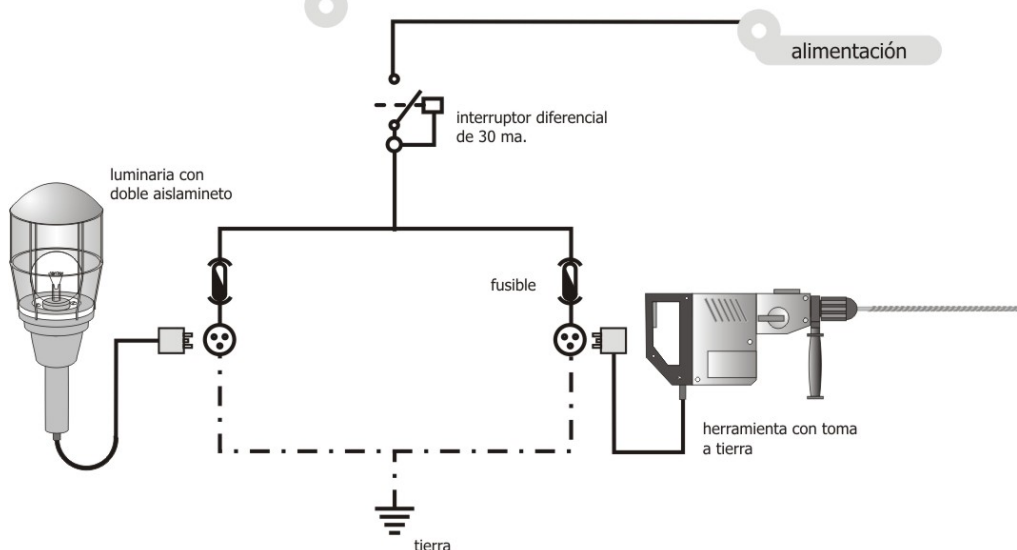 alimentación
interruptor diferencial
de 30 ma.
luminaria con
doble aislamineto
fusible
herramienta con toma
a tierra
tierra